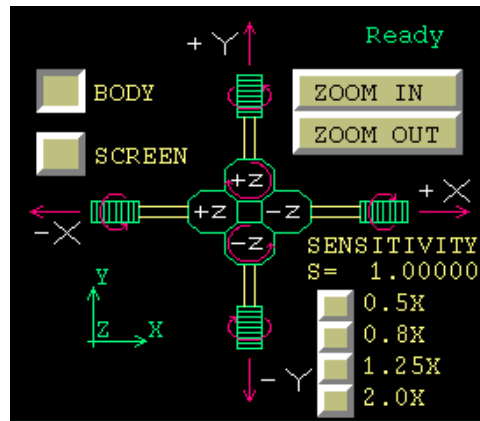 + Y
Ready
BODY
ZOOM IN
ZOOM OUT
SCREEN
+Z
+Z
-Z
-Z
+ X
-X
SENSITIVITY
S= 1.00000
Y
Z X
0.5X
0.8X
1.25X
2.0X
- Y